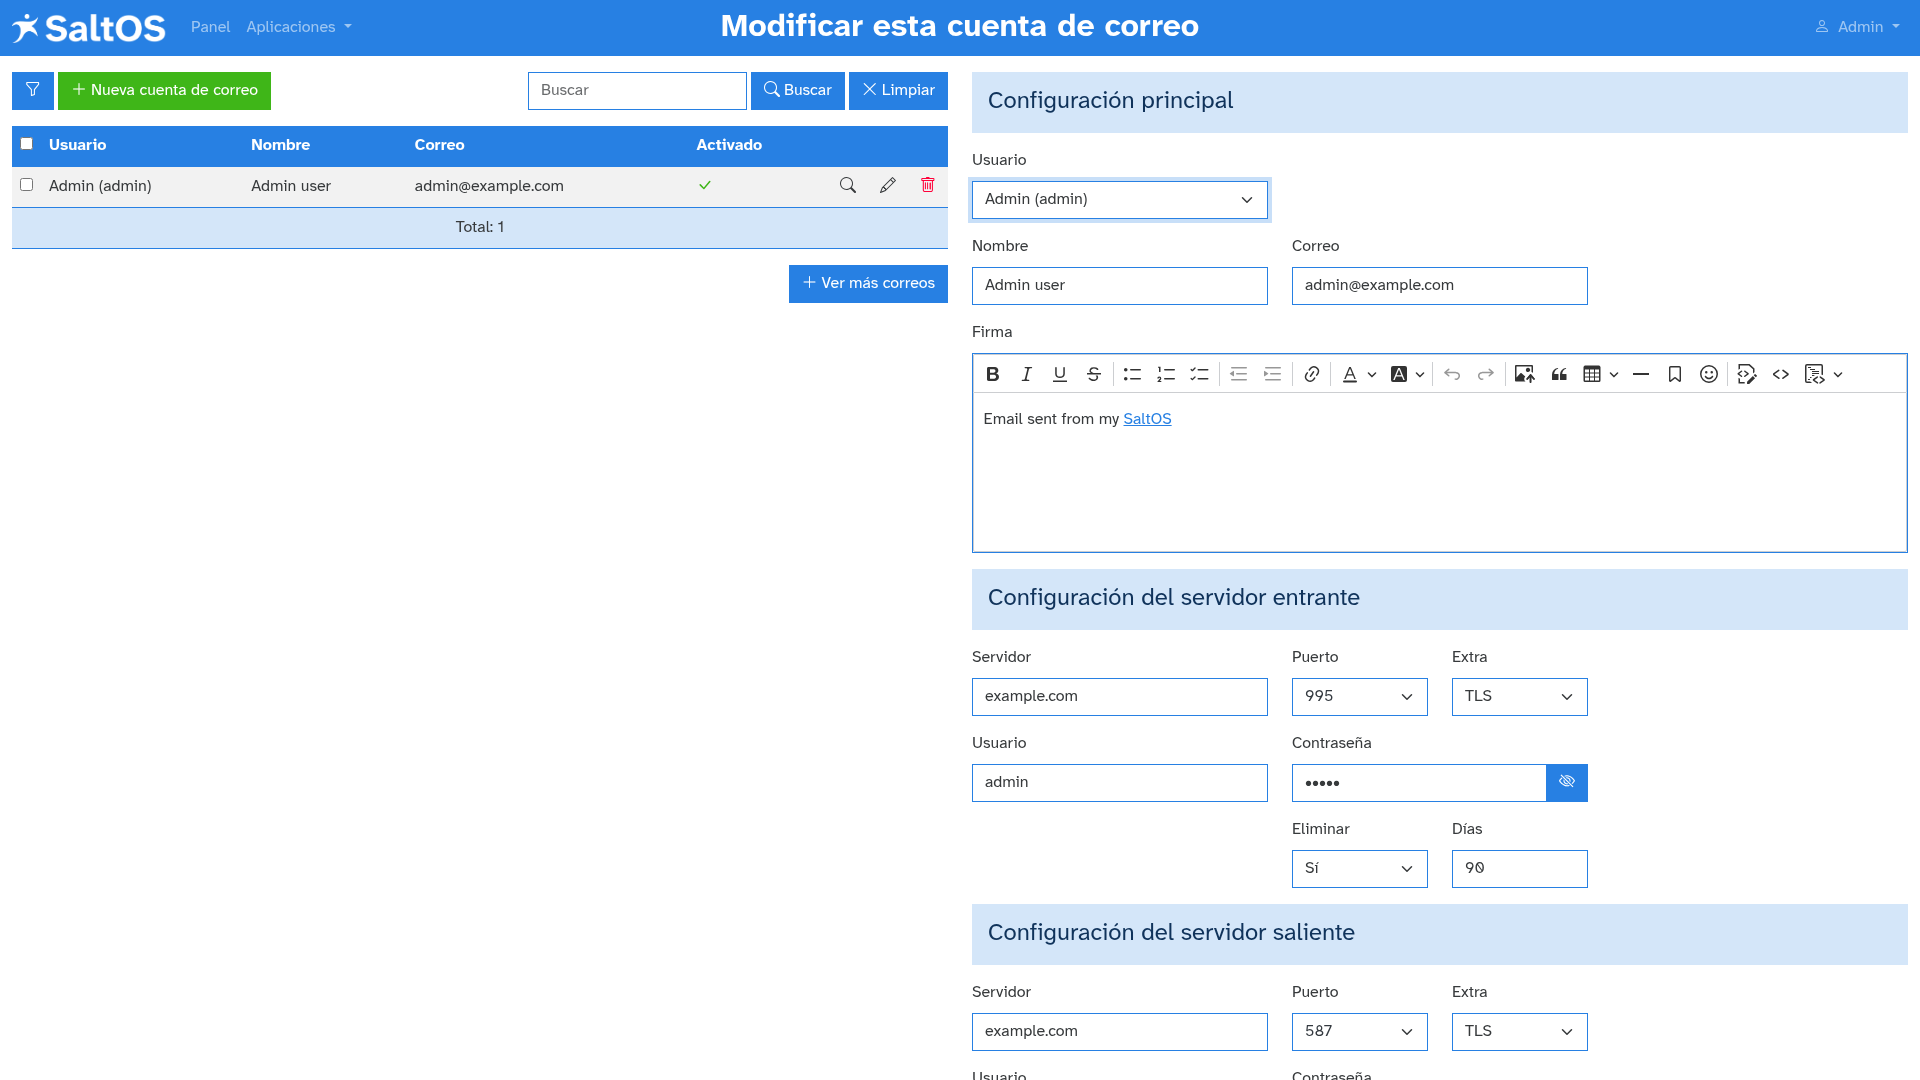 SaltOS Panel Aplicaciones Modificar esta cuenta de correo Admin
Nueva cuenta de correo Buscar Buscar Limpiar
Usuario Nombre Correo Activado
Admin (admin) Admin user admin@example.com
Total: 1
Ver más correos
Configuración principal
Usuario
Admin (admin)
Nombre Correo
Admin user admin@example.com
Firma
Email sent from my SaltOS
Configuración del servidor entrante
Servidor Puerto Extra
example.com 995 TLS
Usuario Contraseña
admin •••••
Eliminar Días
Sí 90
Configuración del servidor saliente
Servidor Puerto Extra
example.com 587 TLS
Usuario Contraseña